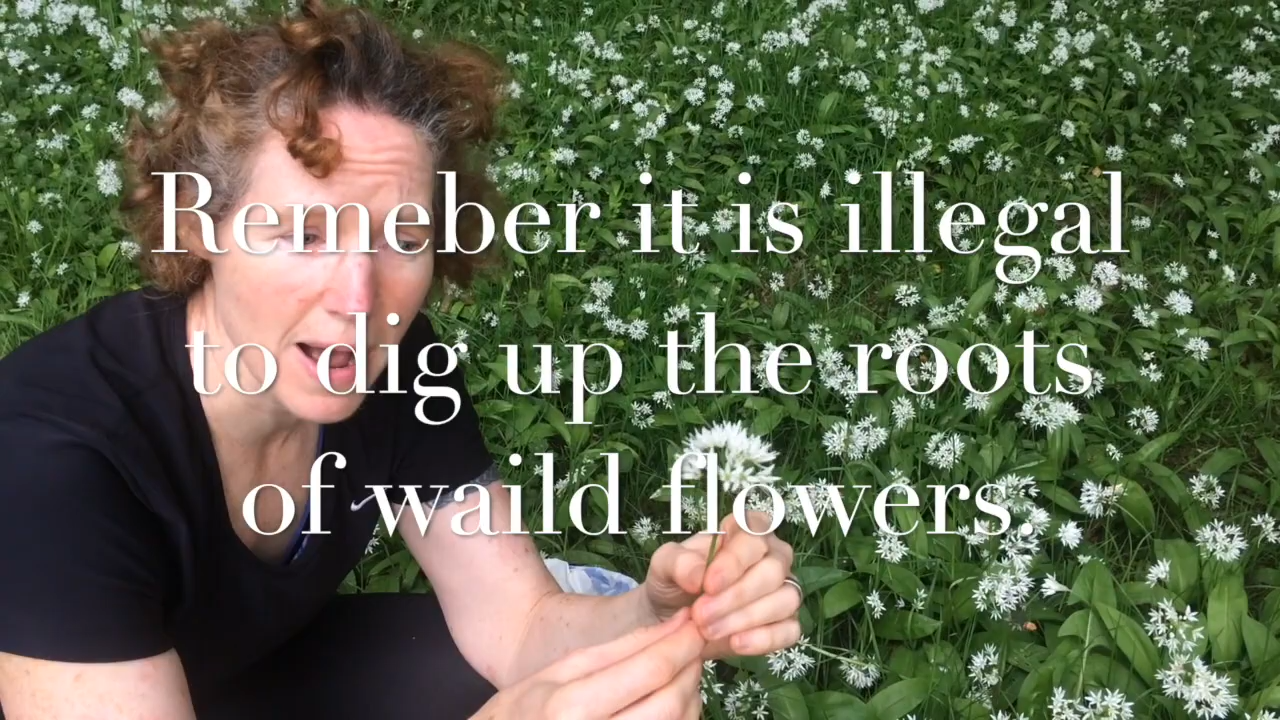 Remeber it is illegal
to dig up the roots
of waild flowers.